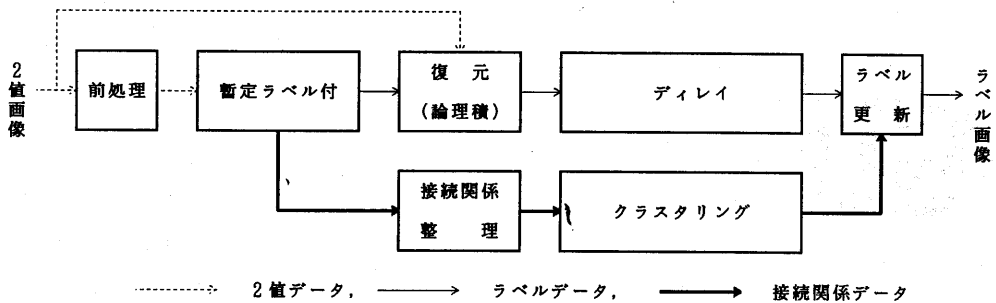 2値画像
前処理
暫定ラベル付
復元
(論理積)
ディレイ
ラベル
更新
ラベル画像
接続関係
整理
クラスタリング
2値データ, ラベルデータ, 接続関係データ